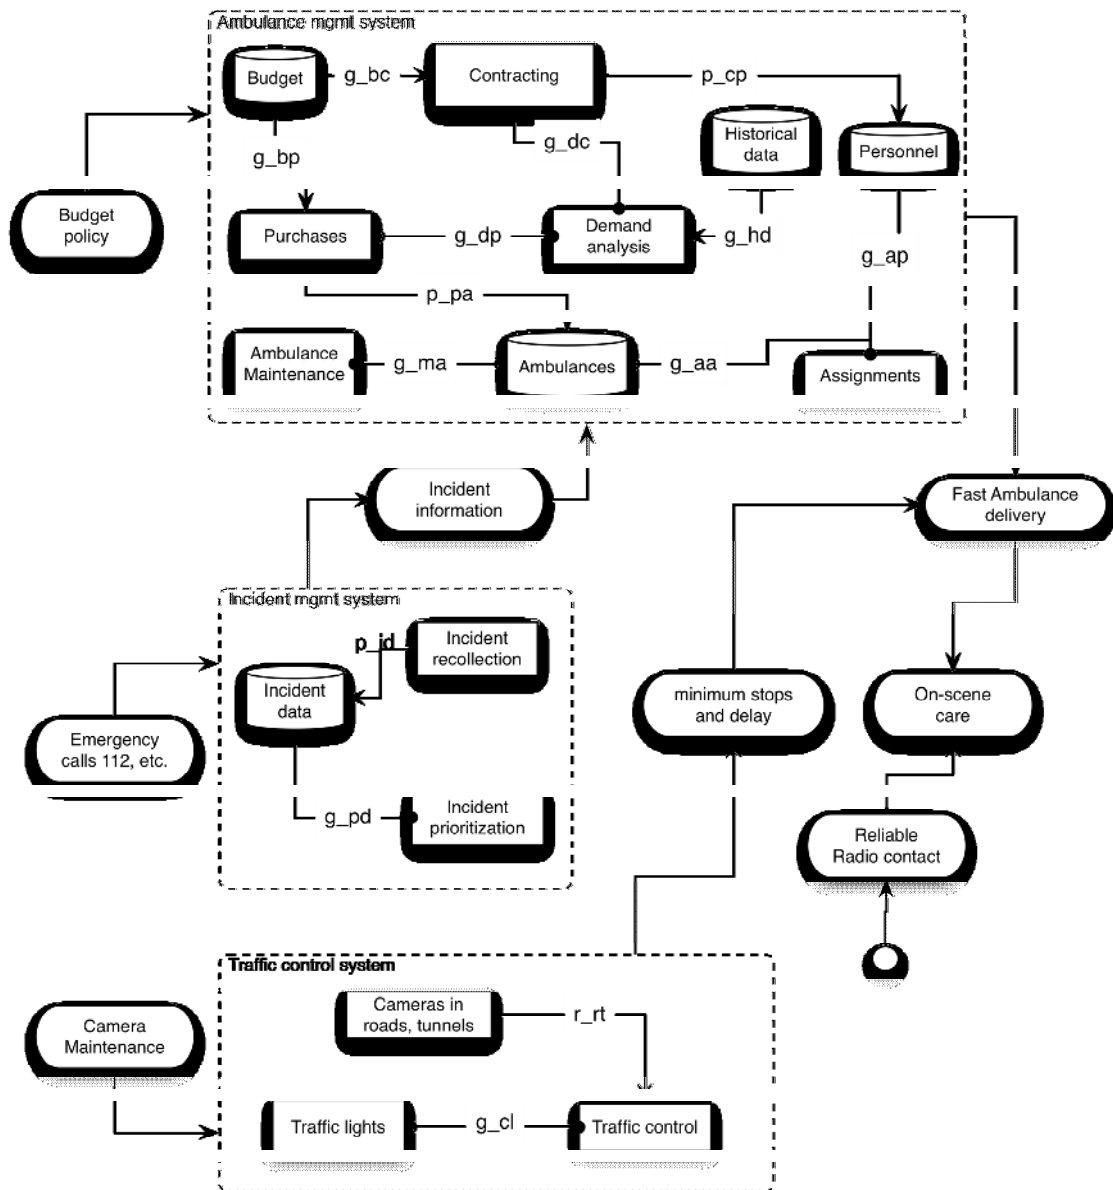 Ambulance mgmt system
Budget
g_bc
Contracting
p_cp
Historical
data
Personnel
g_bp
g_dc
Budget
policy
Purchases
g_dp
Demand
analysis
g_hd
g_ap
p_pa
Ambulance
Maintenance
g_ma
Ambulances
g_aa
Assignments
Incident
information
Fast Ambulance
delivery
Incident mgmt system
p_id
Incident
recollection
Incident
data
minimum stops
and delay
On-scene
care
Emergency
calls 112, etc.
g_pd
Incident
prioritization
Reliable
Radio contact
Traffic control system
Camera
Maintenance
Cameras in
roads, tunnels
r_rt
Traffic lights
g_cl
Traffic control